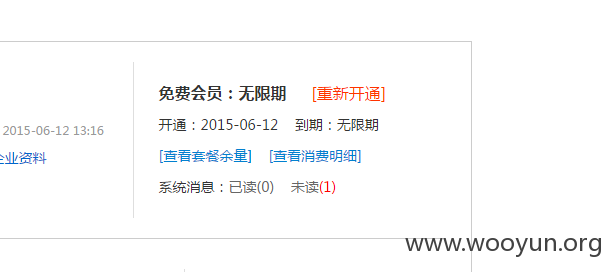 免费会员：无限期 [重新开通]
开通：2015-06-12 到期：无限期
2015-06-12 13:16
[查看套餐余量] [查看消费明细]
企业资料
系统消息：已读(0) 未读(1)
www.wooyun.org